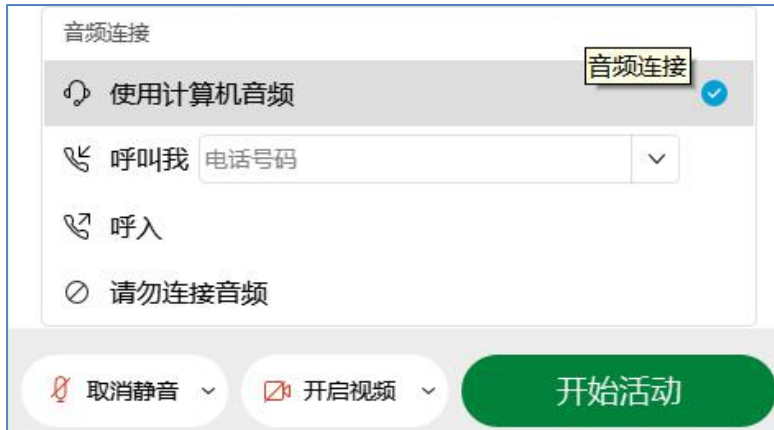 音频连接
音频连接
使用计算机音频
呼叫我 电话号码
呼入
请勿连接音频
取消静音 开启视频 开始活动